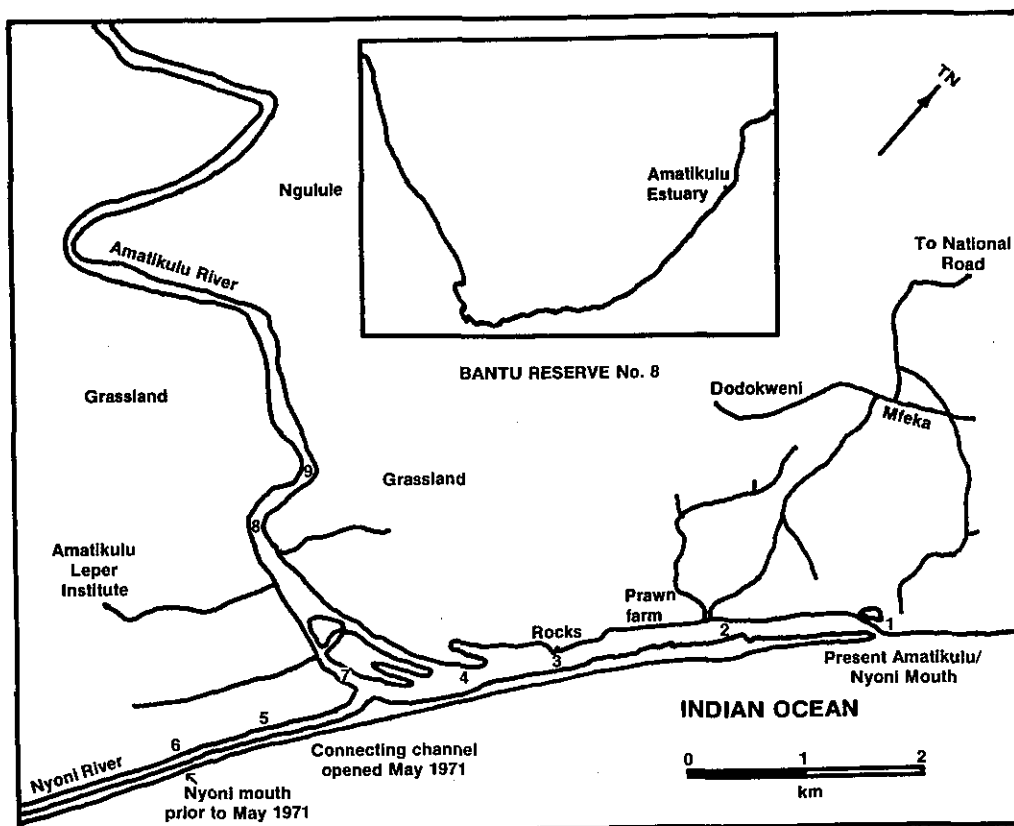 TN
Ngulule
Amatikulu
Estuary
To National
Road
Amatikulu River
BANTU RESERVE No. 8
Grassland
Dodokweni
Mfeka
9
Grassland
8
Amatikulu
Leper
Institute
Prawn
farm
Rocks
1
2
3
4
Present Amatikulu/
Nyoni Mouth
7
INDIAN OCEAN
5
6
Connecting channel
opened May 1971
Nyoni River
Nyoni mouth
prior to May 1971
0 1 2
km